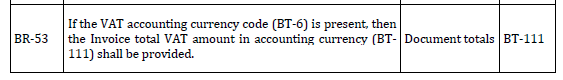 If the VAT accounting currency code (BT-6) is present, then
BR-53 the Invoice total VAT amount in accounting currency (BT- Document totals BT-111
111) shall be provided.